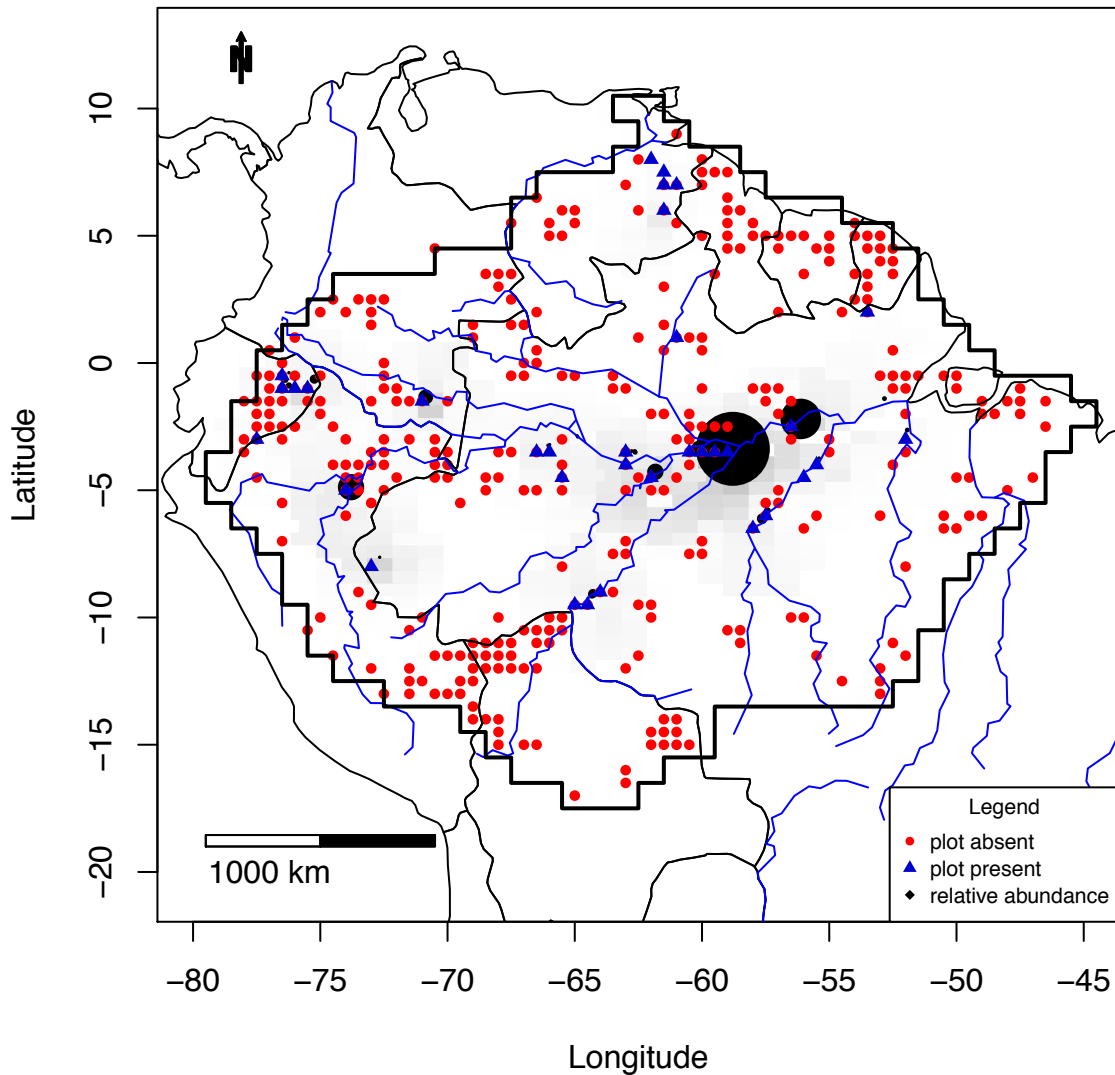 N
10
5
0
−5
−10
−15
−20
Latitude
1000 km
Legend
plot absent
plot present
relative abundance
−80
−75
−70
−65
−60
−55
−50
−45
Longitude